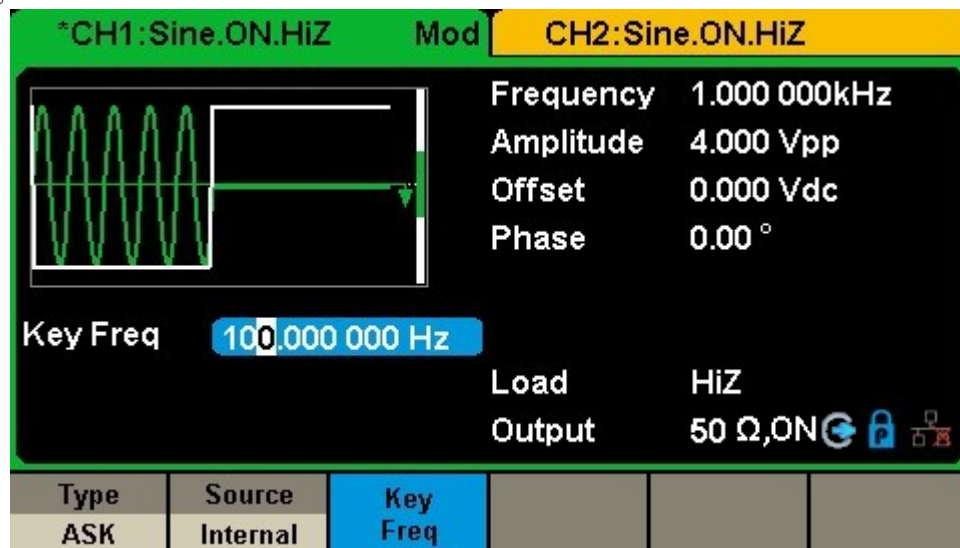 *CH1:Sine.ON.HiZ Mod CH2:Sine.ON.HiZ
Frequency 1.000 000kHz
Amplitude 4.000 Vpp
Offset 0.000 Vdc
Phase 0.00 °
Key Freq 100.000 000 Hz
Load HiZ
Output 50 Ω,ON
Type Source Key
ASK Internal Freq